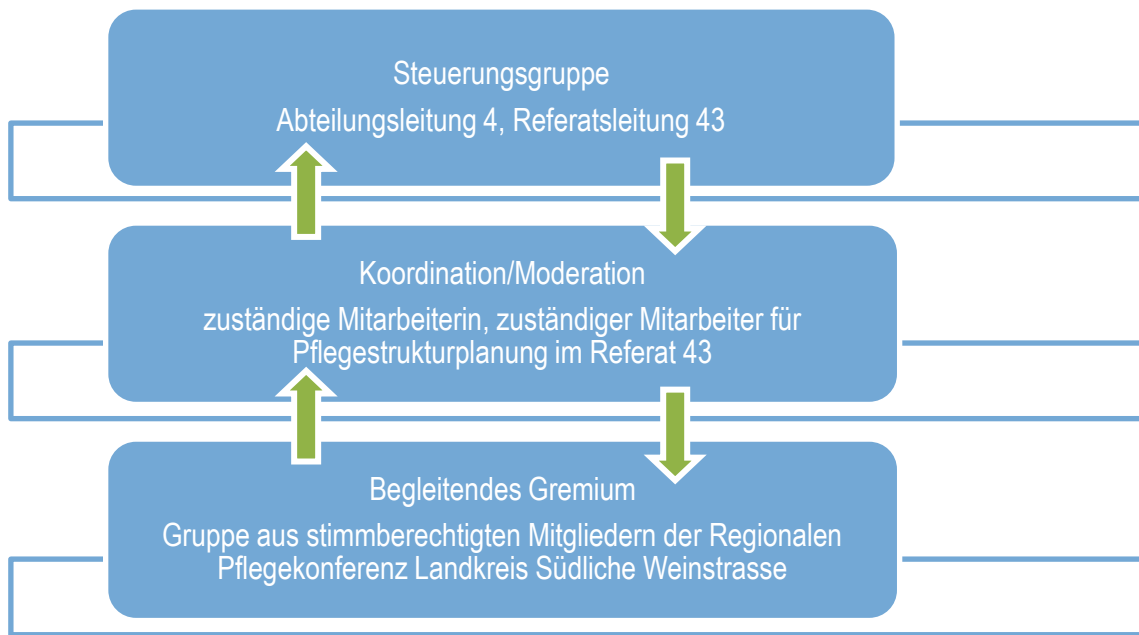 Steuerungsgruppe
Abteilungsleitung 4, Referatsleitung 43
Koordination/Moderation
zuständige Mitarbeiterin, zuständiger Mitarbeiter für
Pflegestrukturplanung im Referat 43
Begleitendes Gremium
Gruppe aus stimmberechtigten Mitgliedern der Regionalen
Pflegekonferenz Landkreis Südliche Weinstrasse